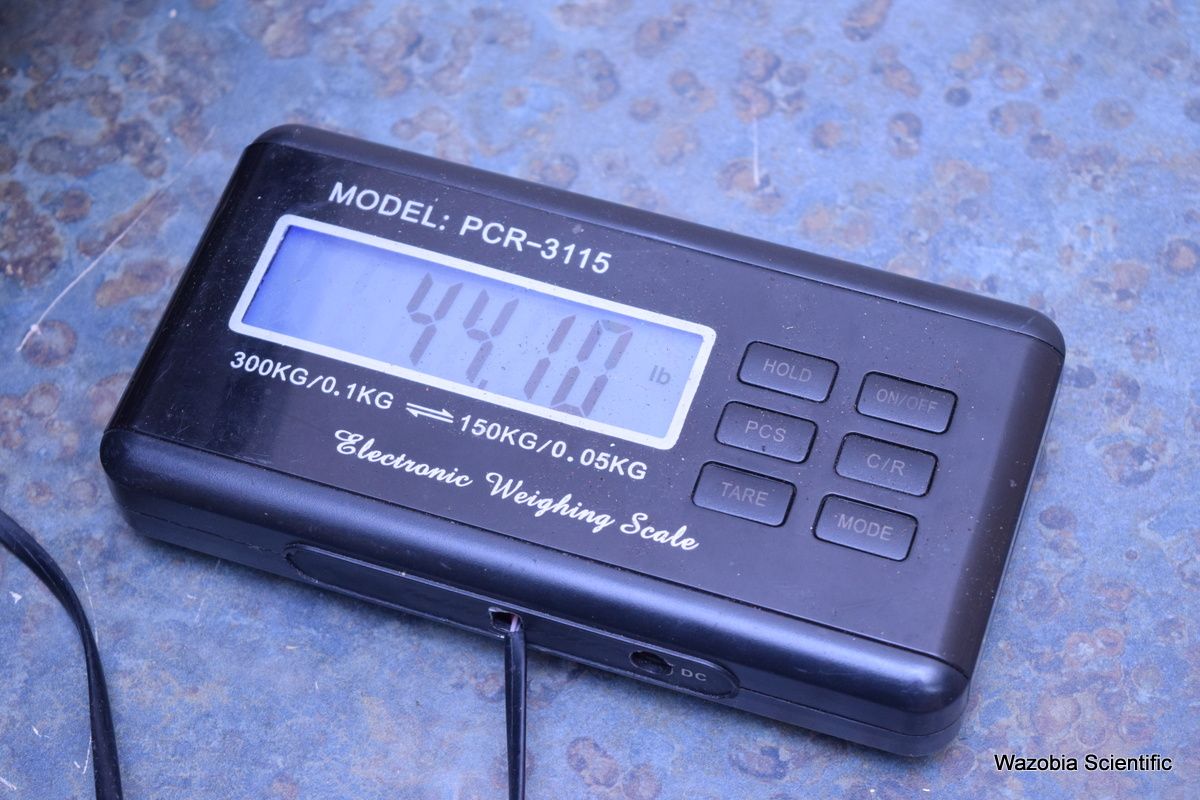 MODEL: PCR-3115
44.10 lb
300KG/0.1KG ⇌ 150KG/0.05KG
Electronic Weighing Scale
HOLD ON/OFF
PCS C/R
TARE MODE
DC
Wazobia Scientific